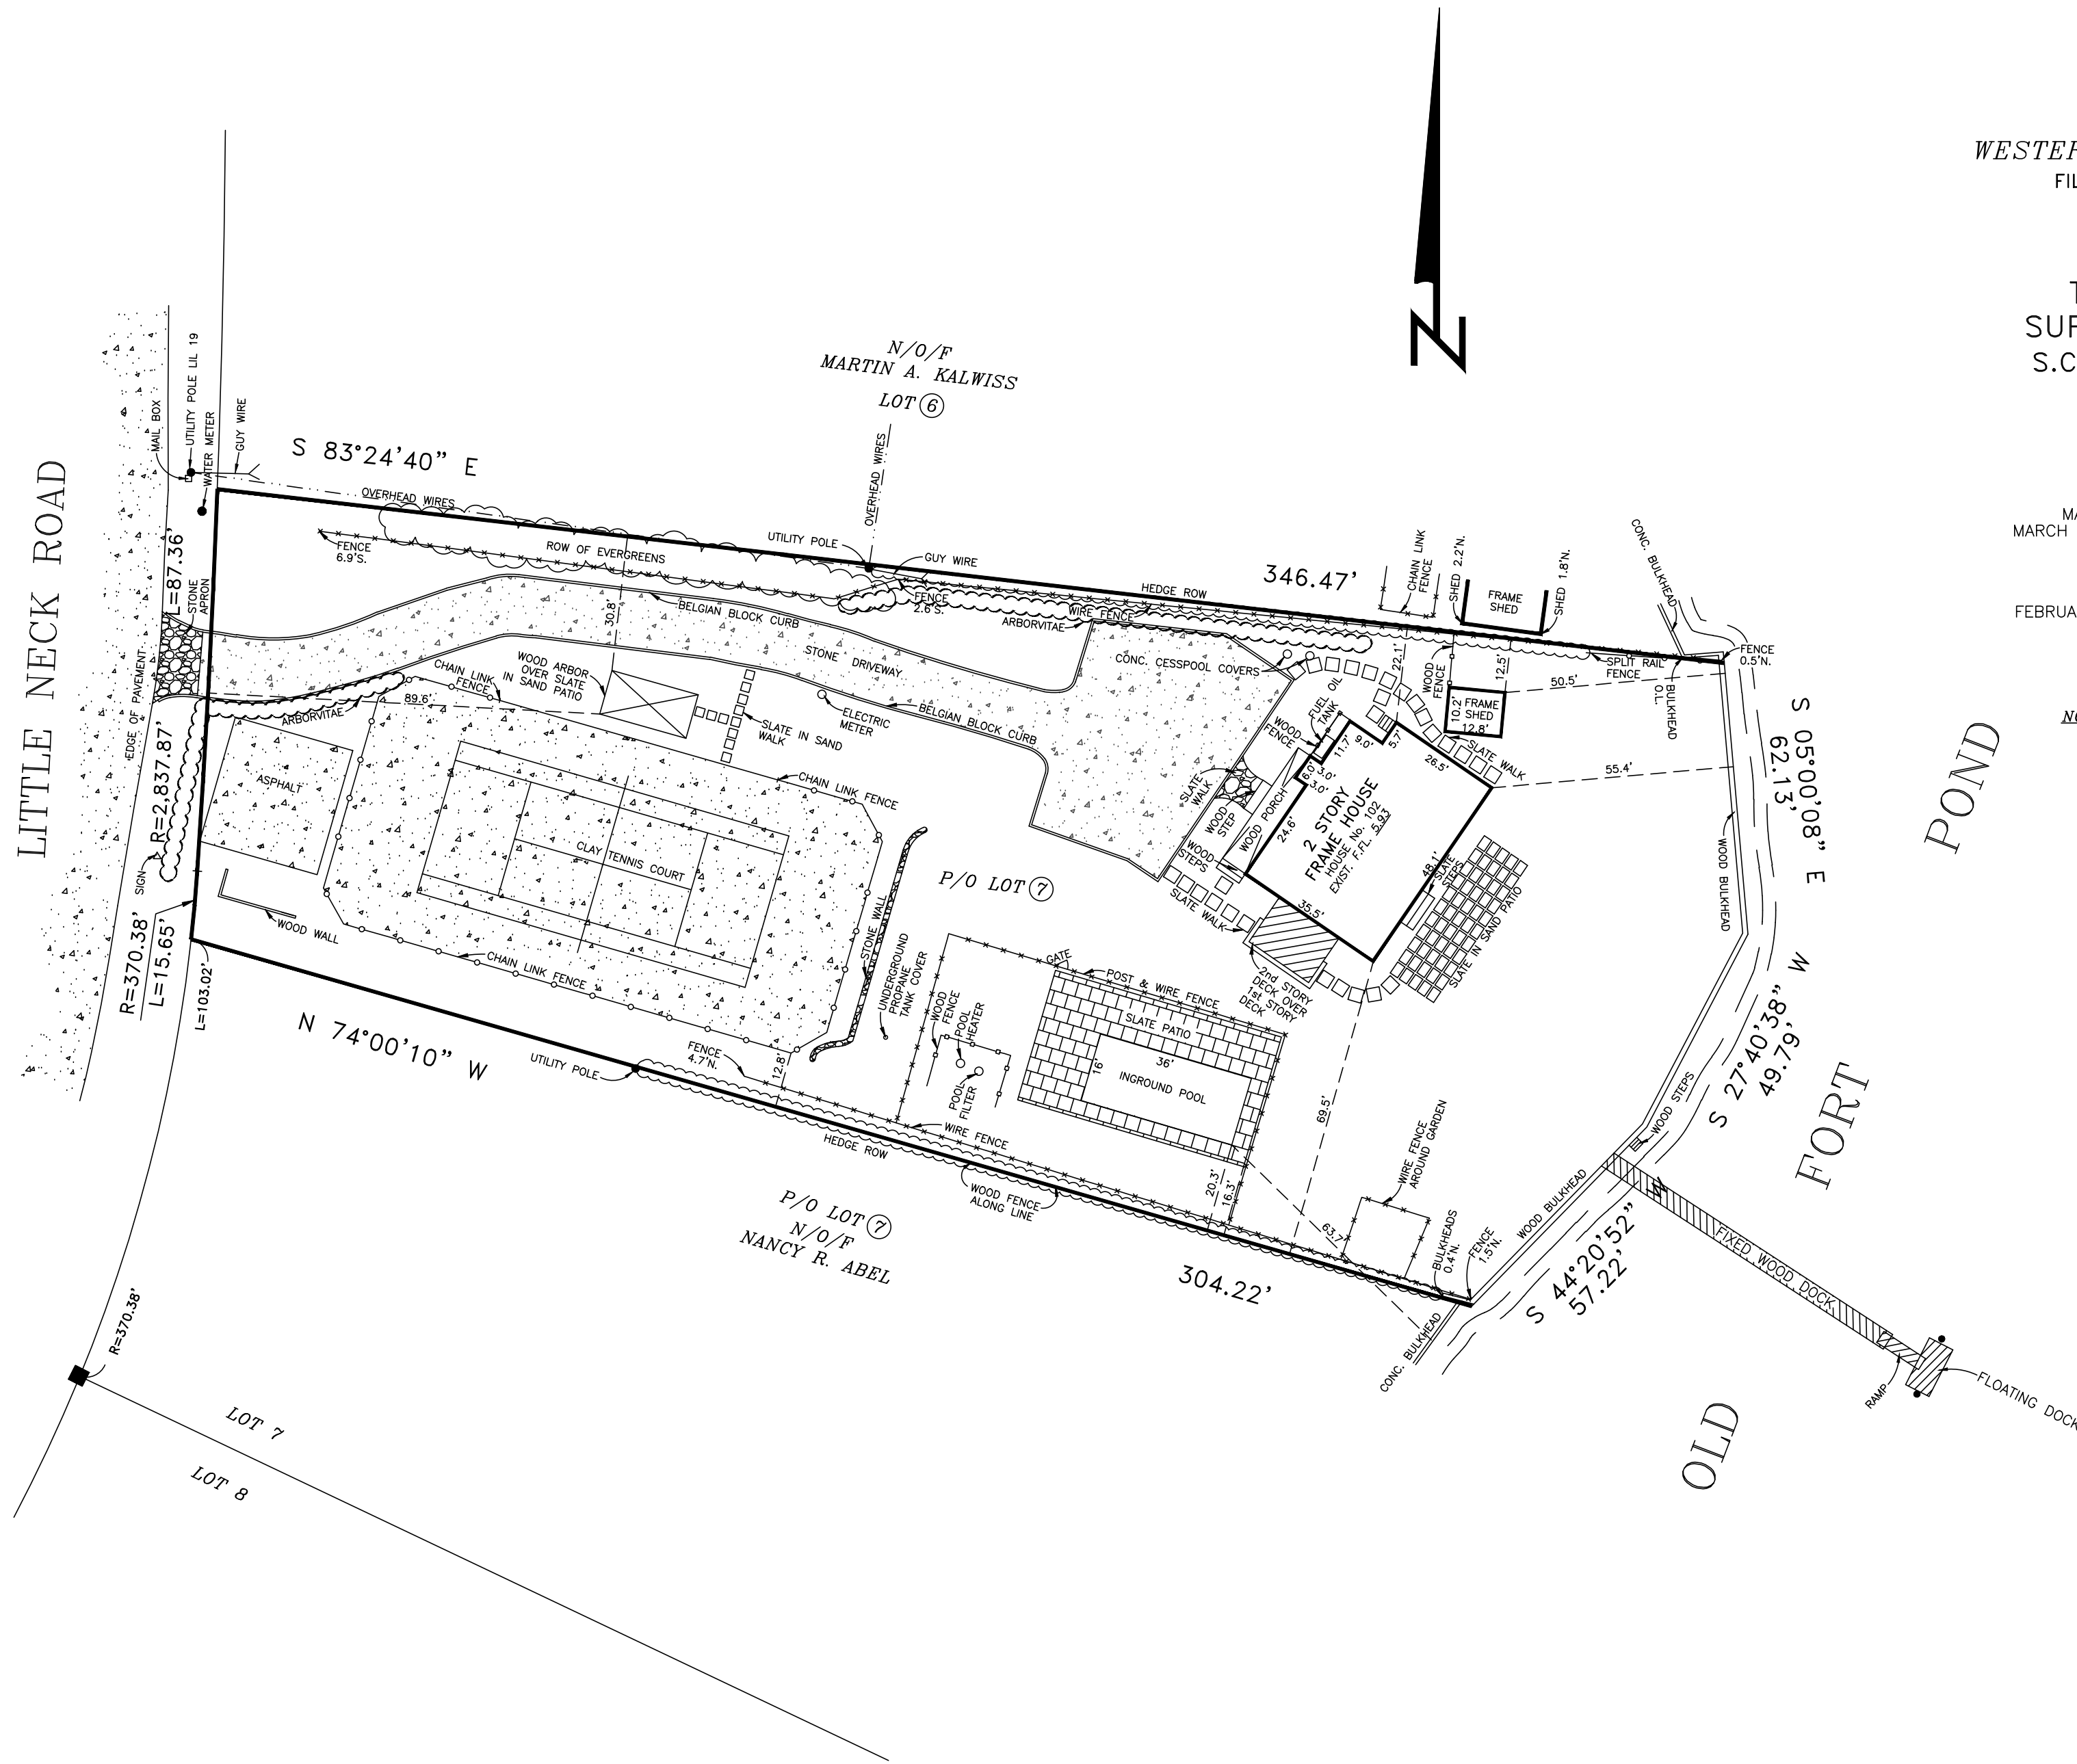 WESTER
FIL
T
SUF
S.C
MA
MARCH
FEBRUA
N
LITTLE NECK ROAD
MAIL BOX
UTILITY POLE LIL 19
WATER METER
GUY WIRE
S 83°24'40" E
OVERHEAD WIRES
N/O/F
MARTIN A. KALWISS
LOT 6
OVERHEAD WIRES
UTILITY POLE
GUY WIRE
FENCE
6.9'S.
ROW OF EVERGREENS
L=87.36'
STONE
APRON
30.8'
BELGIAN BLOCK CURB
FENCE
2.6'S.
HEDGE ROW
WIRE FENCE
ARBORVITAE
346.47'
CHAIN LINK
FENCE
SHED 2.2'N.
FRAME
SHED
SHED 1.8'N.
CONC. BULKHEAD
FENCE
0.5'N.
SPLIT RAIL
FENCE
BULKHEAD
O.L.
STONE DRIVEWAY
CONC. CESSPOOL COVERS
22.1'
WOOD
FENCE
12.5'
50.5'
10.2'
FRAME
SHED
12.8'
SLATE WALK
55.4'
S 05°00'08" E
62.13'
EDGE OF PAVEMENT
ARBORVITAE
89.6'
CHAIN LINK
FENCE
WOOD ARBOR
OVER SLATE
IN SAND PATIO
SLATE IN SAND
WALK
ELECTRIC
METER
BELGIAN BLOCK CURB
FUEL OIL
TANK
WOOD
FENCE
11.7'
9.0'
5.7'
26.5'
6.0'
3.0'
3.0'
24.6'
48.1'
35.5'
2 STORY
FRAME HOUSE
HOUSE No. 102
EXIST. F.FL. 5.93
SLATE
WALK
WOOD
STEP
WOOD PORCH
WOOD
STEPS
SLATE WALK
SLATE
STEPS
SLATE IN SAND PATIO
WOOD BULKHEAD
R=2,837.87'
SIGN
ASPHALT
CHAIN LINK FENCE
CLAY TENNIS COURT
WOOD WALL
CHAIN LINK FENCE
STONE WALL
P/O LOT 7
UNDERGROUND
PROPANE
TANK COVER
WOOD
FENCE
POOL
HEATER
POOL
FILTER
GATE
POST & WIRE FENCE
SLATE PATIO
16'
36'
INGROUND POOL
2nd STORY
DECK OVER
1st STORY
DECK
R=370.38'
L=15.65'
L=103.02'
N 74°00'10" W
UTILITY POLE
FENCE
4.7'N.
12.8'
WIRE FENCE
HEDGE ROW
WOOD FENCE
ALONG LINE
20.3'
16.3'
69.5'
63.7'
WIRE FENCE
AROUND GARDEN
BULKHEADS
0.4'N.
FENCE
1.5'N.
304.22'
CONC. BULKHEAD
WOOD BULKHEAD
WOOD STEPS
S 27°40'38" W
49.79'
S 44°20'52" W
57.22'
FIXED WOOD DOCK
RAMP
FLOATING DOCK
P/O LOT 7
N/O/F
NANCY R. ABEL
R=370.38'
LOT 7
LOT 8
OLD FORT POND